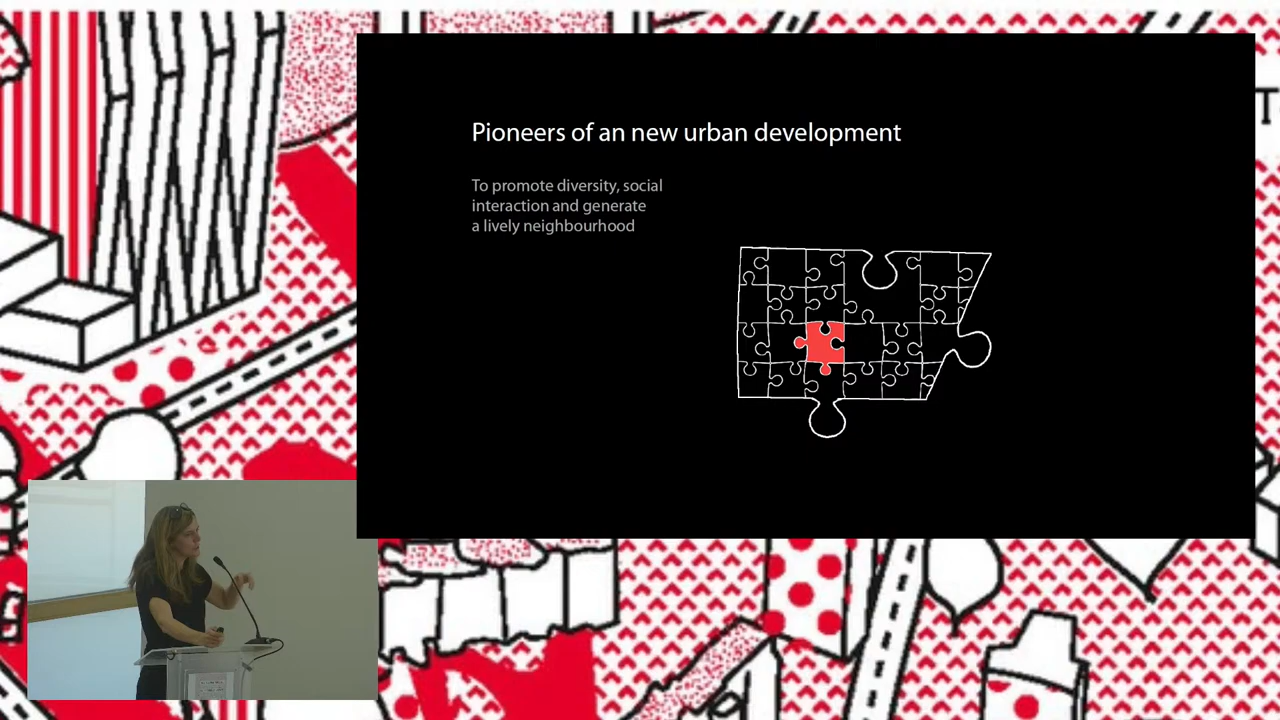 Pioneers of an new urban development
To promote diversity, social
interaction and generate
a lively neighbourhood